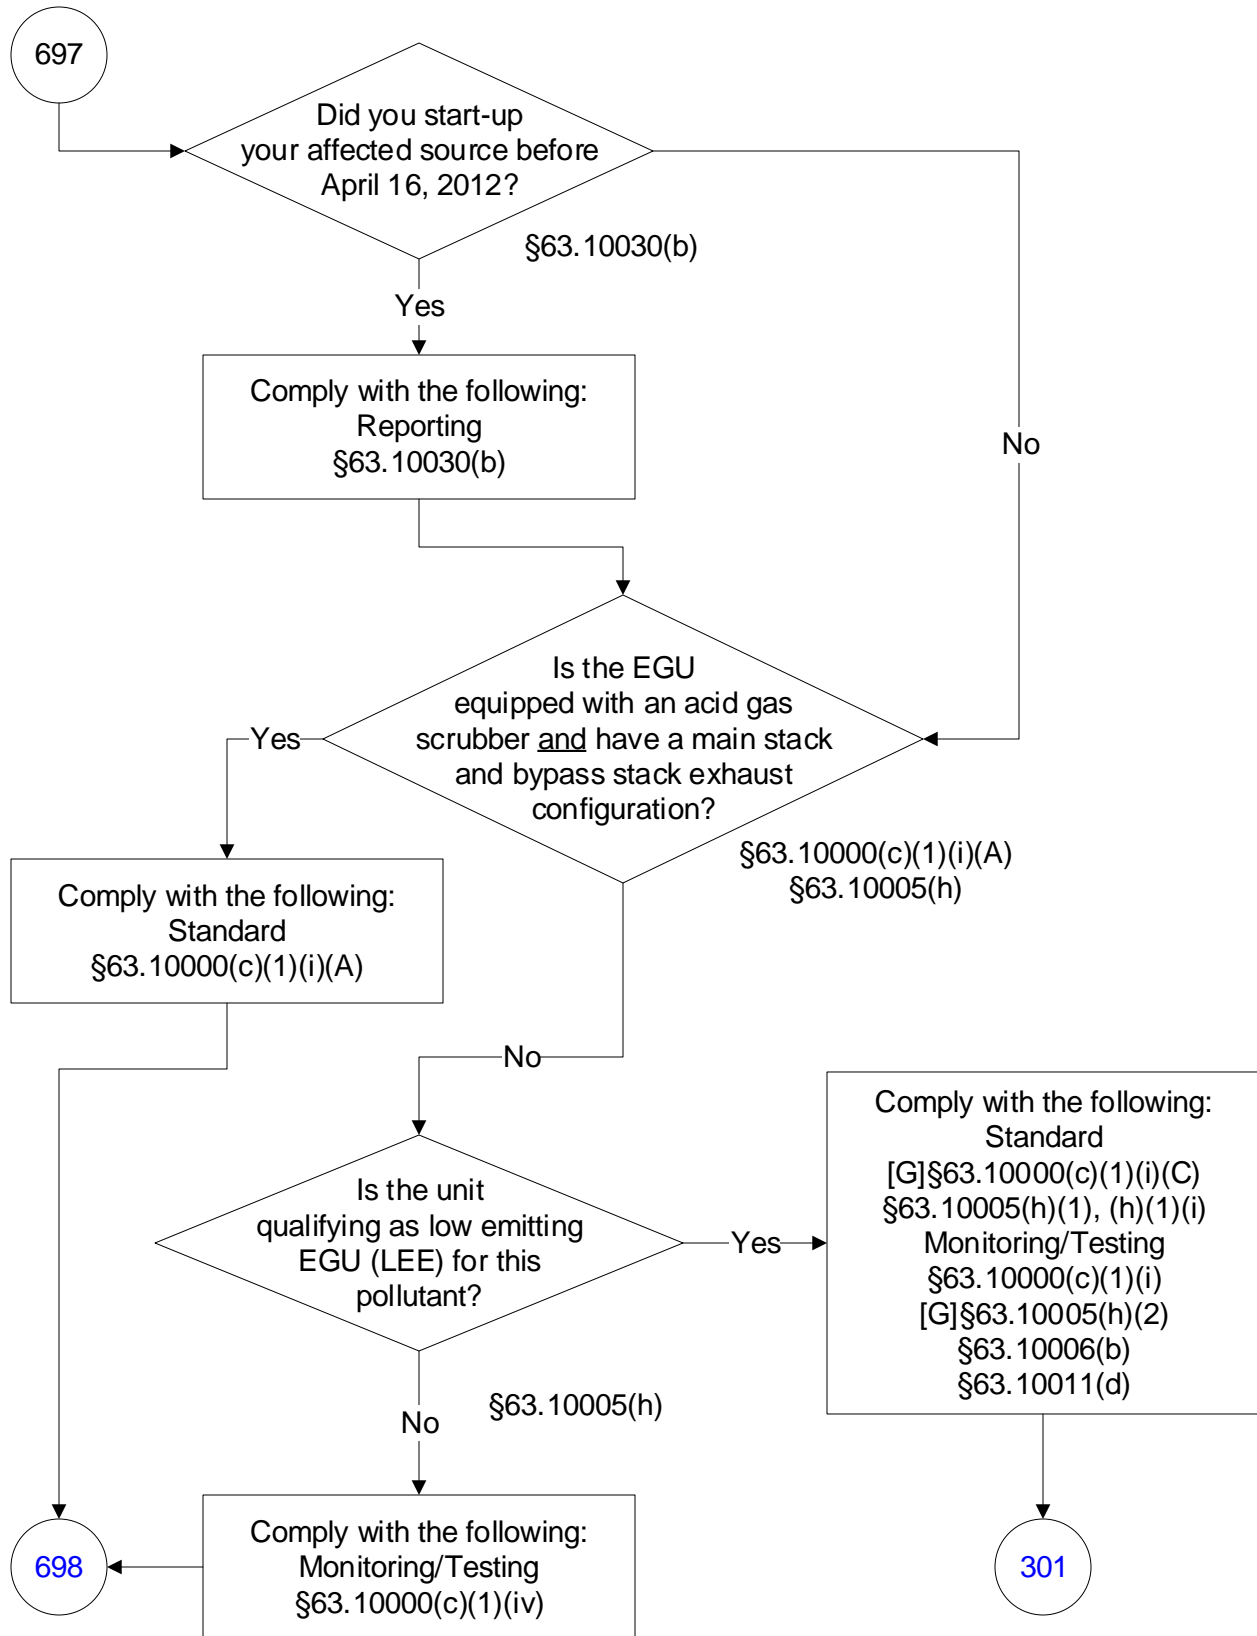 697
Did you start-up
your affected source before
April 16, 2012?
§63.10030(b)
Yes
Comply with the following:
Reporting
§63.10030(b)
No
Is the EGU
equipped with an acid gas
scrubber and have a main stack
and bypass stack exhaust
configuration?
Yes
§63.10000(c)(1)(i)(A)
§63.10005(h)
Comply with the following:
Standard
§63.10000(c)(1)(i)(A)
No
Is the unit
qualifying as low emitting
EGU (LEE) for this
pollutant?
Yes
Comply with the following:
Standard
[G]§63.10000(c)(1)(i)(C)
§63.10005(h)(1), (h)(1)(i)
Monitoring/Testing
§63.10000(c)(1)(i)
[G]§63.10005(h)(2)
§63.10006(b)
§63.10011(d)
§63.10005(h)
No
Comply with the following:
Monitoring/Testing
§63.10000(c)(1)(iv)
698
301